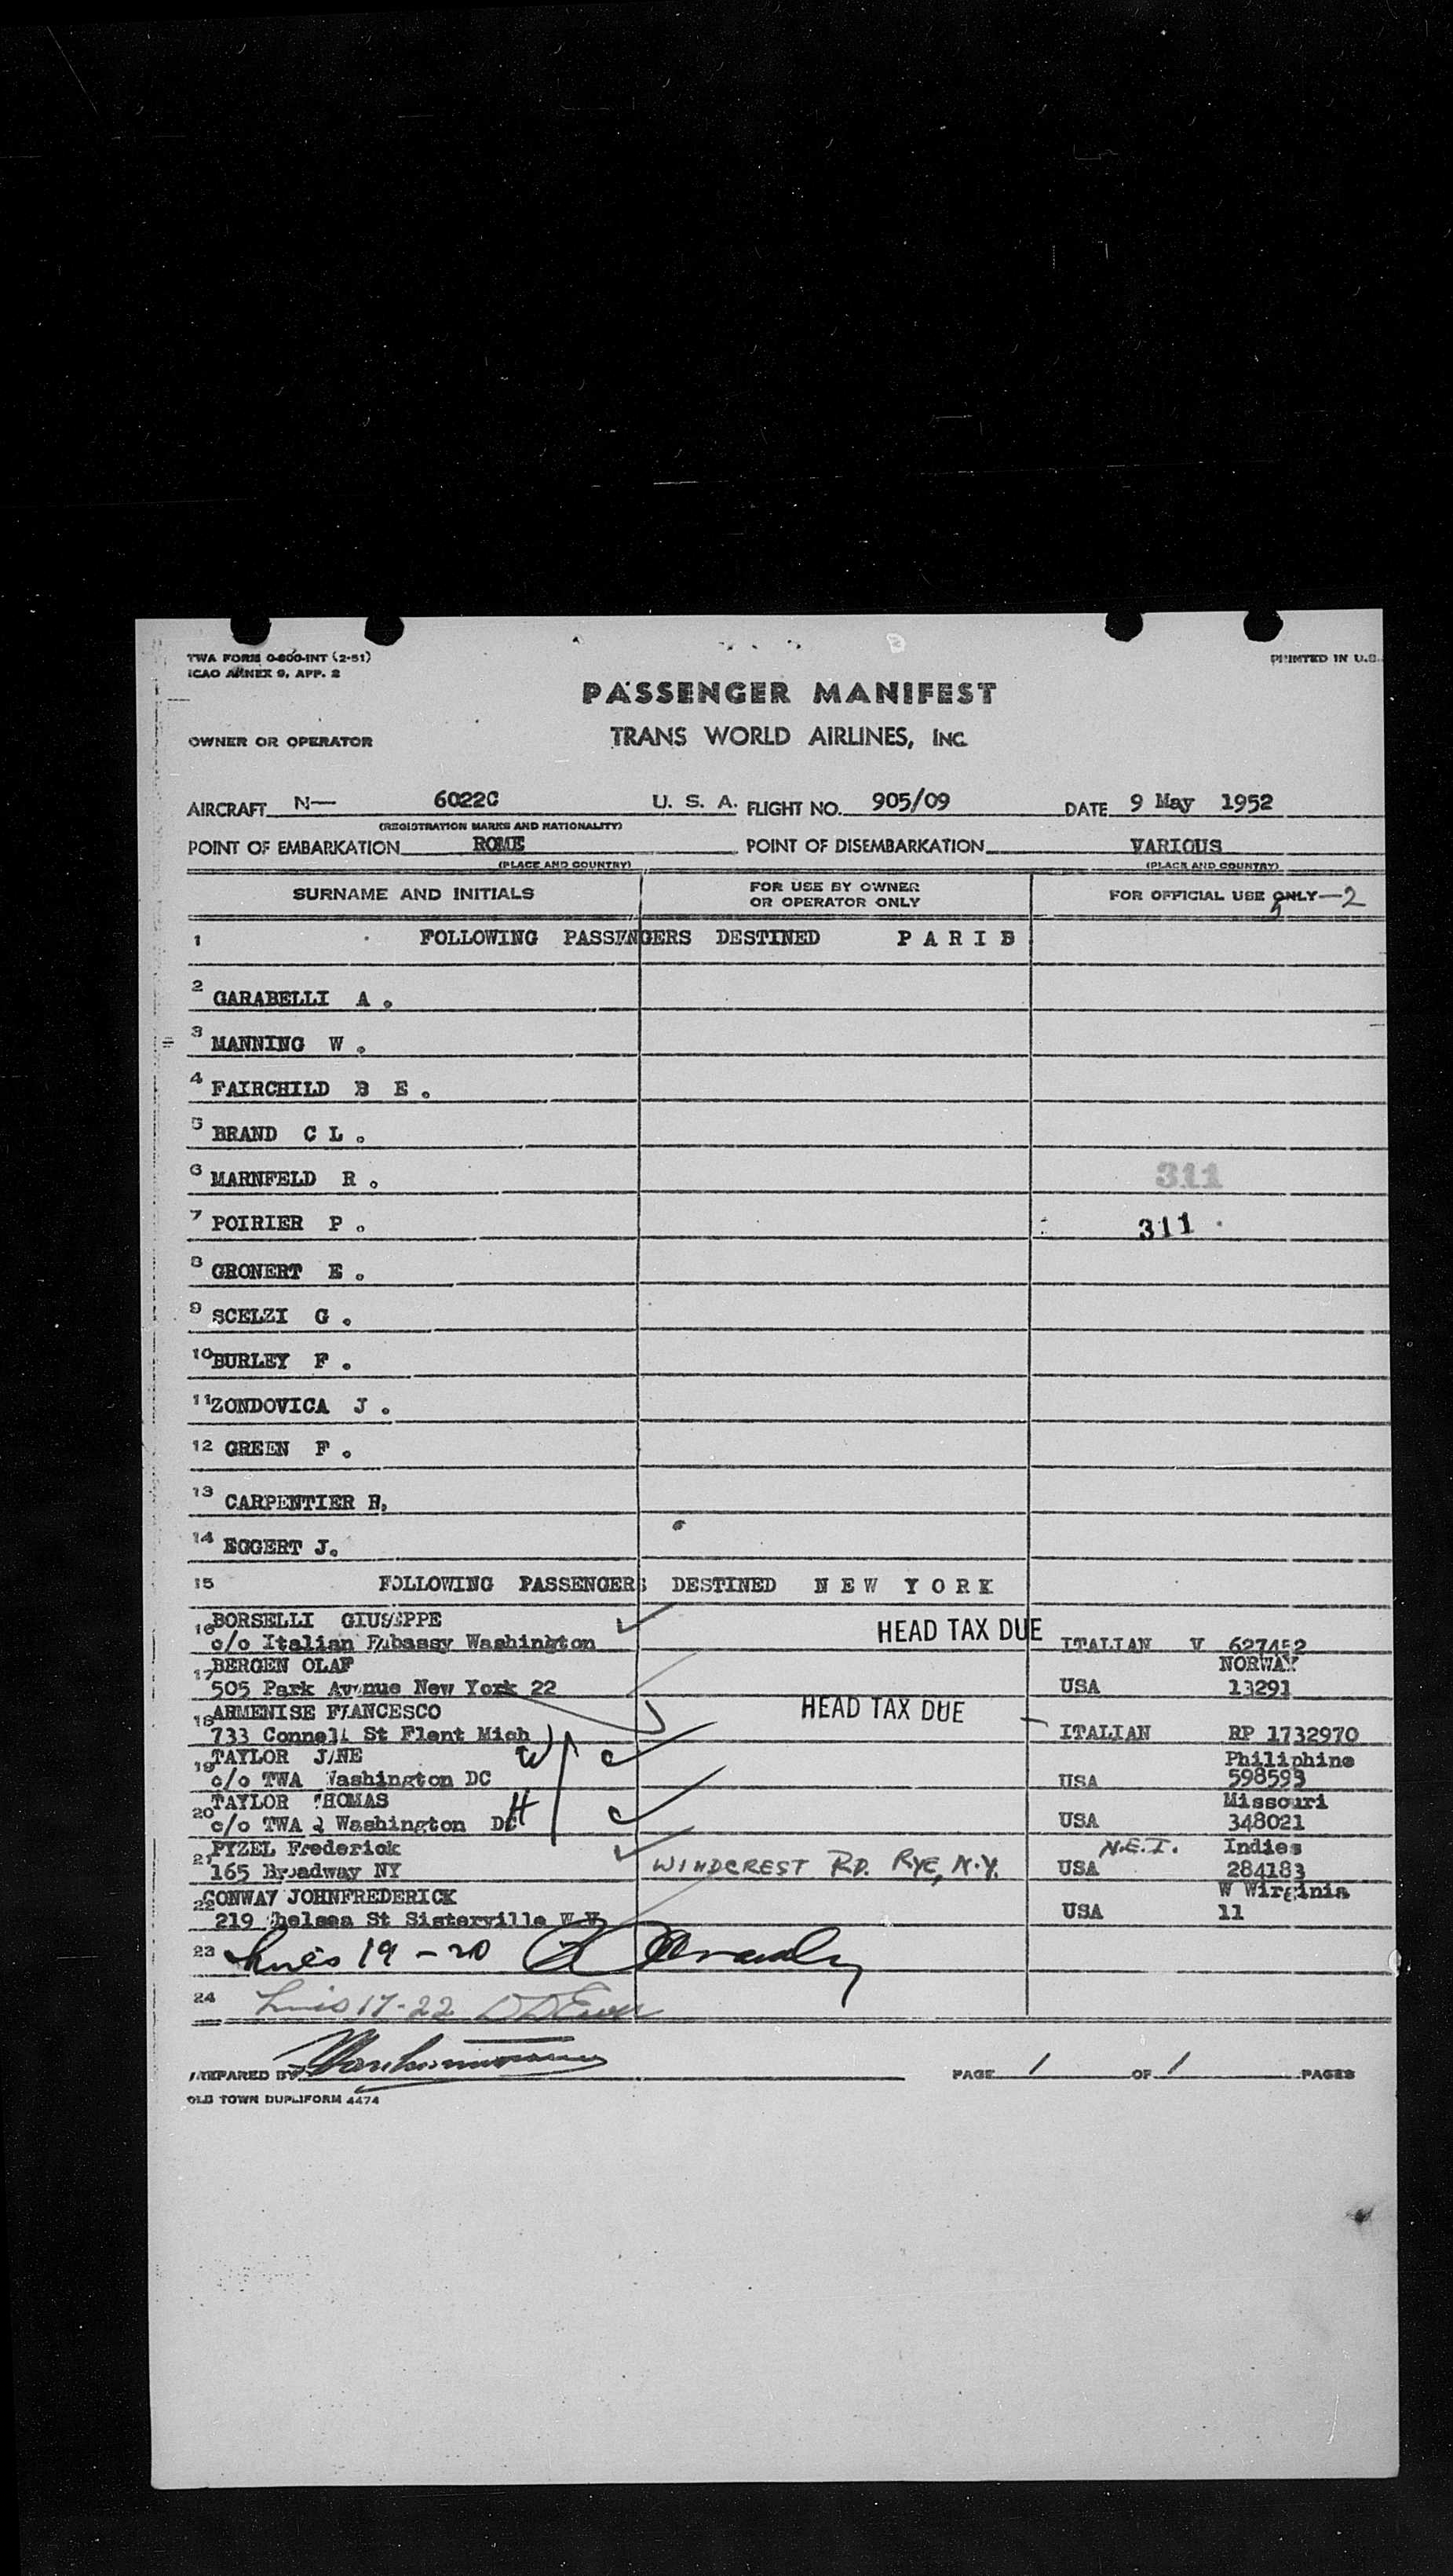 TWA FORM 0-800-INT (2-51)
ICAO ANNEX 9, APP. 2
PRINTED IN U.S.
PASSENGER MANIFEST
OWNER OR OPERATOR
TRANS WORLD AIRLINES, INC.
AIRCRAFT N— 6022C U. S. A. FLIGHT NO. 905/09 DATE 9 May 1952
(REGISTRATION MARKS AND NATIONALITY)
POINT OF EMBARKATION ROME POINT OF DISEMBARKATION VARIOUS
(PLACE AND COUNTRY) (PLACE AND COUNTRY)
SURNAME AND INITIALS FOR USE BY OWNER OR OPERATOR ONLY FOR OFFICIAL USE ONLY—2
1 FOLLOWING PASSENGERS DESTINED P A R I S
2 GARABELLI A .
3 MANNING W .
4 FAIRCHILD B E .
5 BRAND C L .
6 MARNFELD R . 311
7 POIRIER P . 311
8 GRONERT E .
9 SCELZI G .
10 BURLEY F .
11 ZONDOVICA J .
12 GREEN F .
13 CARPENTIER H.
14 EGGERT J.
15 FOLLOWING PASSENGERS DESTINED N E W Y O R K
16 BORSELLI GIUSEPPE
c/o Italian Embassy Washington HEAD TAX DUE ITALIAN V 627452
17 BERGEN OLAF NORWAY
505 Park Avenue New York 22 USA 13291
18 ARMENISE FRANCESCO HEAD TAX DUE
733 Connell St Flent Mich ITALIAN RP 1732970
19 TAYLOR JANE W Philiphine
c/o TWA Washington DC USA 598593
20 TAYLOR THOMAS H Missouri
c/o TWA Washington DC USA 348021
21 PYZEL Frederick N.E.I. Indies
165 Broadway NY WINDCREST RD. RYE, N.Y. USA 284183
22 CONWAY JOHNFREDERICK W Wirginia
219 Chelsea St Sisterville W V USA 11
23 Lines 19-20
24 Lines 17-22
PREPARED BY PAGE 1 OF 1 PAGES
OLD TOWN DUPLIFORM 4474